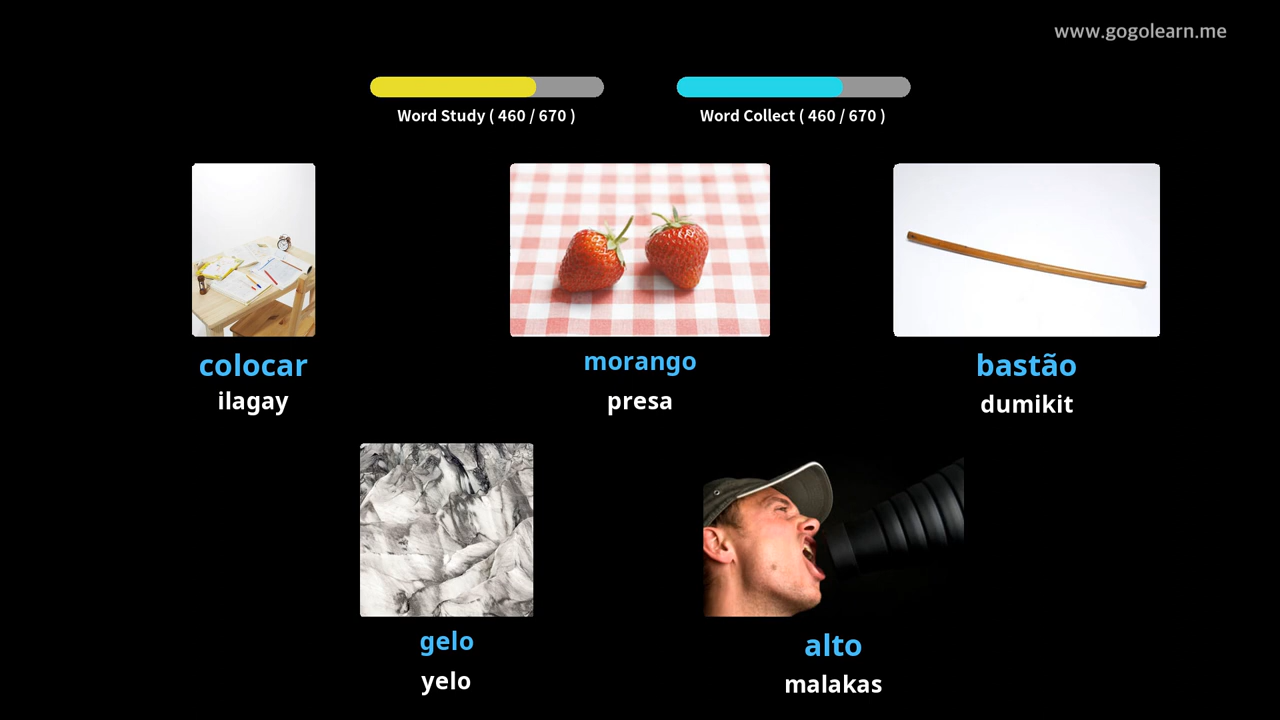 www.gogolearn.me
Word Study ( 460 / 670 )
Word Collect ( 460 / 670 )
colocar
ilagay
morango
presa
bastão
dumikit
gelo
yelo
alto
malakas